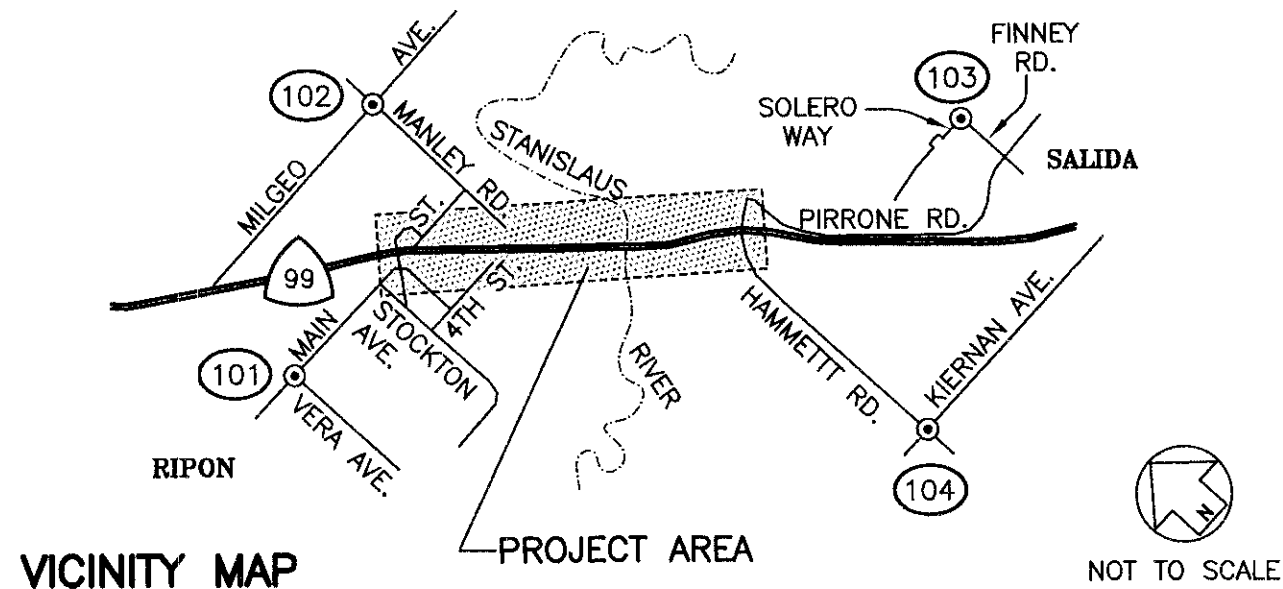 AVE.
102
MANLEY RD.
MILGEO
ST.
99
STANISLAUS
RIVER
FINNEY
RD.
103
SOLERO
WAY
SALIDA
PIRRONE RD.
MAIN
STOCKTON
AVE.
4TH ST.
101
VERA AVE.
RIPON
HAMMETTT RD.
KIERNAN AVE.
104
PROJECT AREA
VICINITY MAP
N
NOT TO SCALE